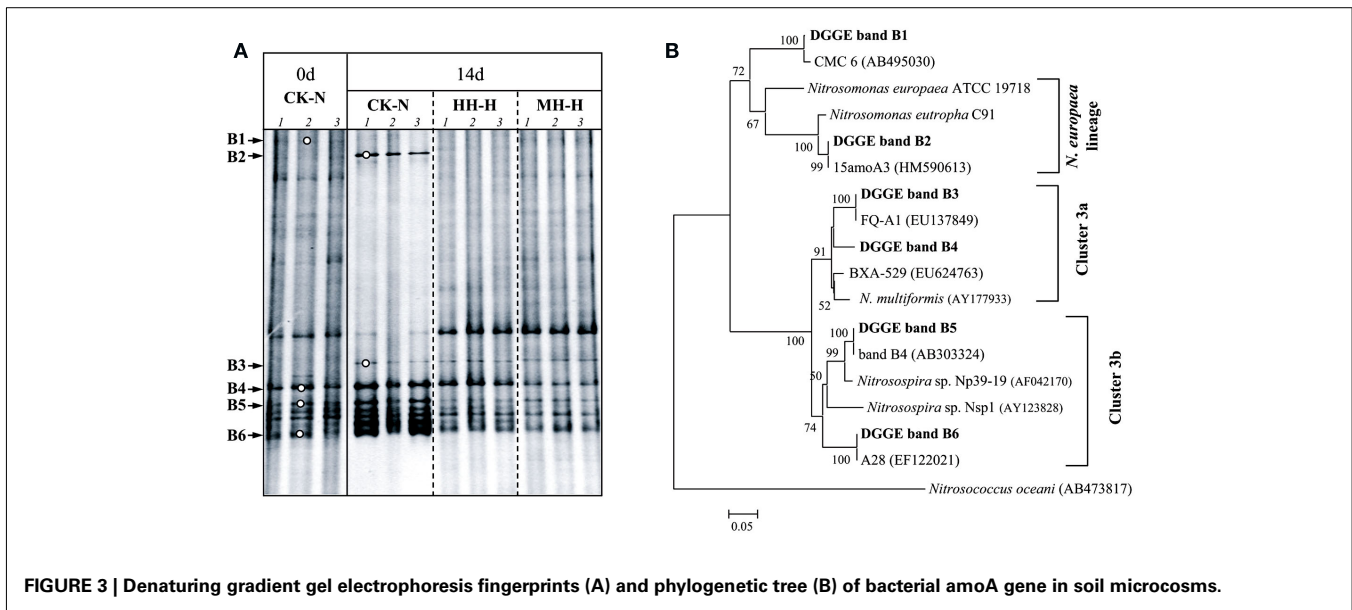 A
0d
14d
CK-N
CK-N
HH-H
MH-H
1 2 3 1 2 3 1 2 3 1 2 3
B1
B2
B3
B4
B5
B6
B
100
DGGE band B1
CMC 6 (AB495030)
72
Nitrosomonas europaea ATCC 19718
67
Nitrosomonas eutropha C91
100
DGGE band B2
99
15amoA3 (HM590613)
N. europaea
lineage
DGGE band B3
100
FQ-A1 (EU137849)
91
DGGE band B4
BXA-529 (EU624763)
52
N. multiformis (AY177933)
Cluster 3a
100
DGGE band B5
100
99
band B4 (AB303324)
50
Nitrosospira sp. Np39-19 (AF042170)
Nitrosospira sp. Nsp1 (AY123828)
74
DGGE band B6
100
A28 (EF122021)
Cluster 3b
Nitrosococcus oceani (AB473817)
0.05
FIGURE 3 | Denaturing gradient gel electrophoresis fingerprints (A) and phylogenetic tree (B) of bacterial amoA gene in soil microcosms.